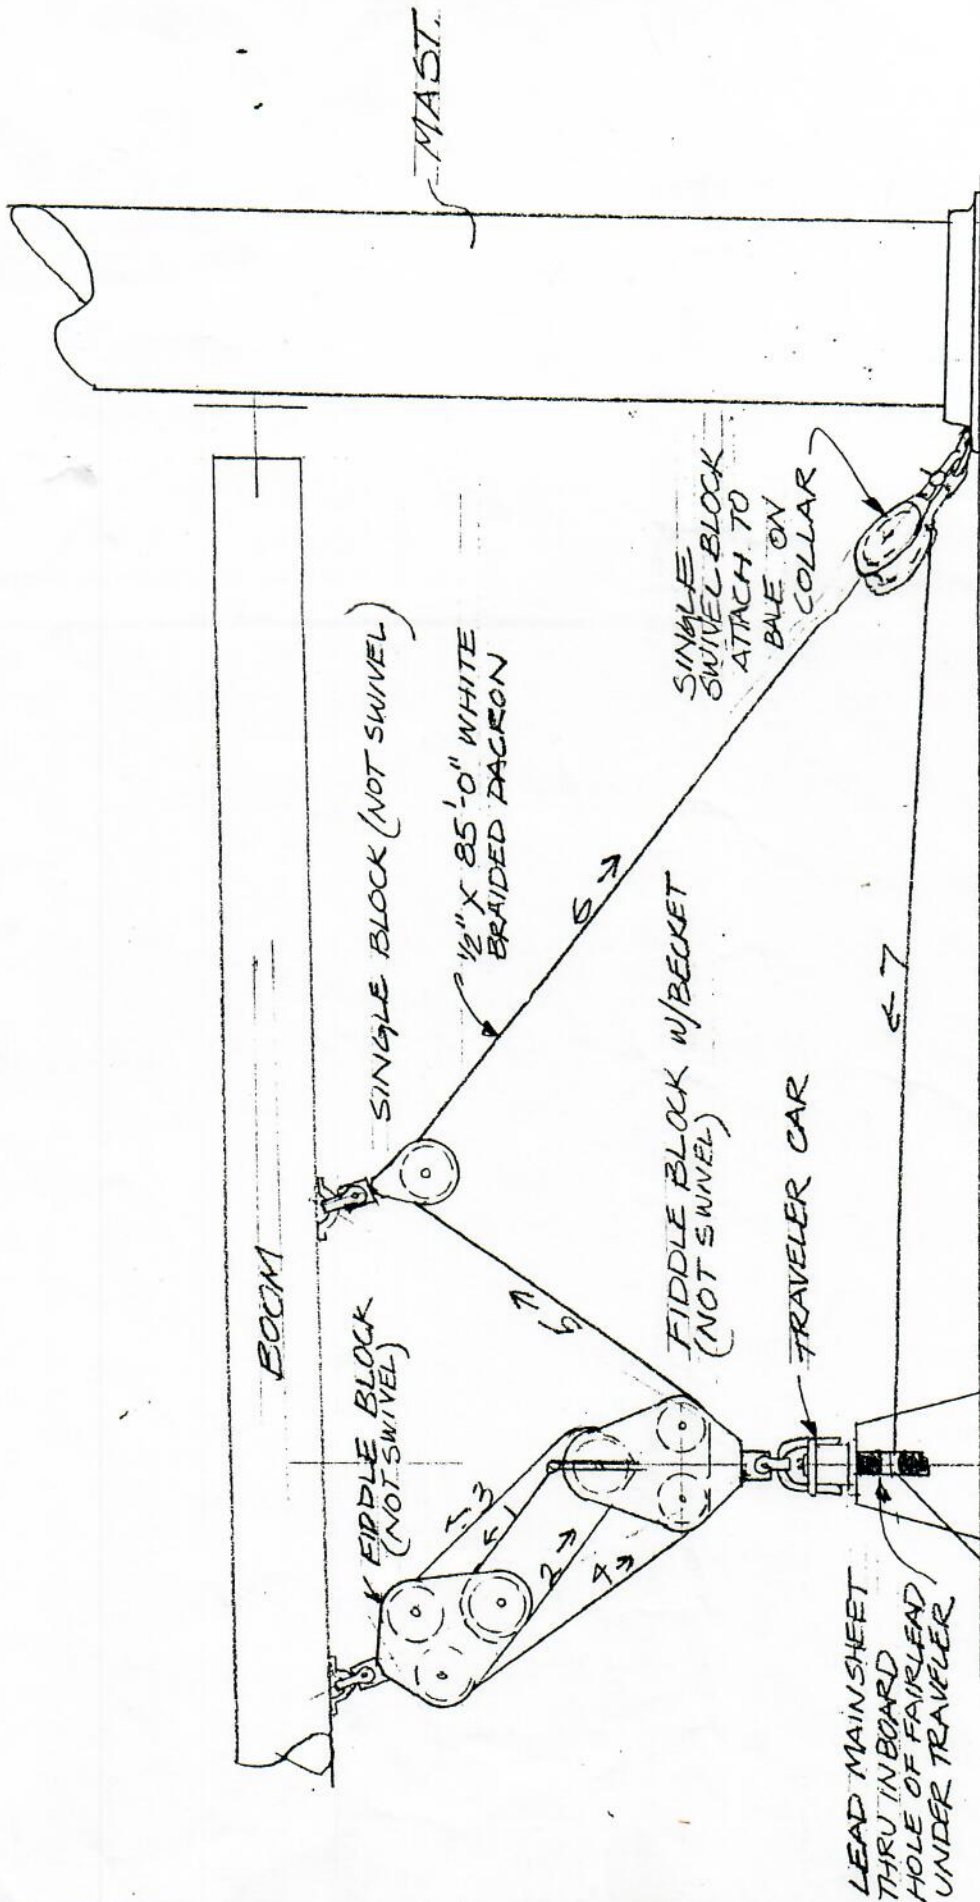 MAST.
BOOM
SINGLE BLOCK (NOT SWIVEL)
1/2" X 85'-0" WHITE
BRAIDED DACRON
SINGLE
SWIVEL BLOCK
ATTACH TO
BALE ON
COLLAR
FIDDLE BLOCK
(NOT SWIVEL)
3
1
2
4
5
6
7
FIDDLE BLOCK W/BECKET
(NOT SWIVEL)
TRAVELER CAR
LEAD MAINSHEET
THRU INBOARD
HOLE OF FAIRLEAD
UNDER TRAVELER